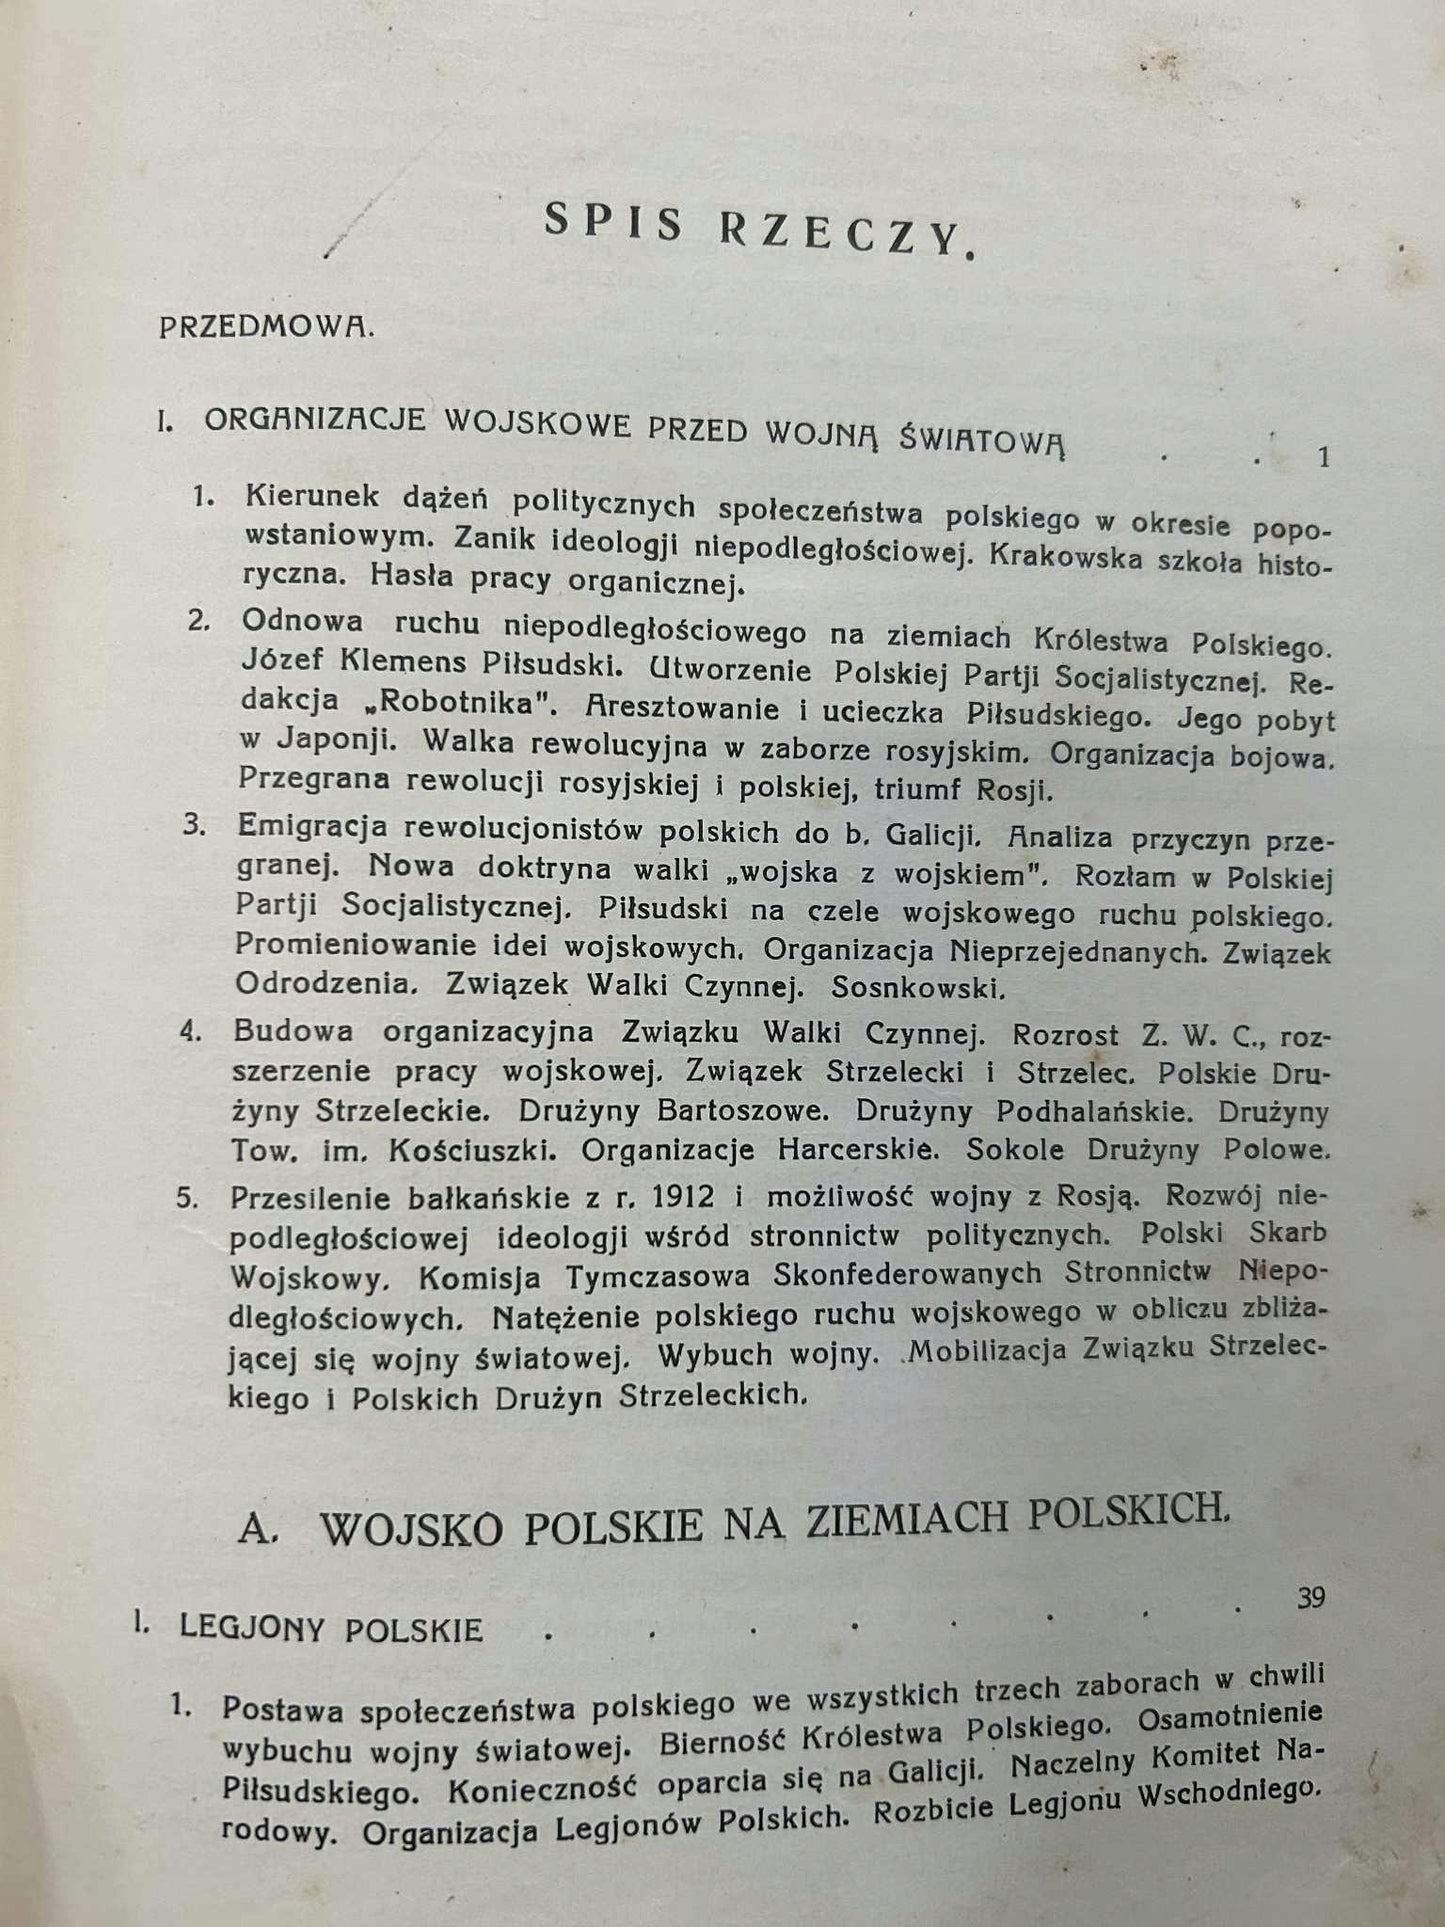 SPIS RZECZY.
PRZEDMOWA.
I. ORGANIZACJE WOJSKOWE PRZED WOJNĄ ŚWIATOWĄ . . 1
1. Kierunek dążeń politycznych społeczeństwa polskiego w okresie popo-
wstaniowym. Zanik ideologji niepodległościowej. Krakowska szkoła histo-
ryczna. Hasła pracy organicznej.
2. Odnowa ruchu niepodległościowego na ziemiach Królestwa Polskiego.
Józef Klemens Piłsudski. Utworzenie Polskiej Partji Socjalistycznej. Re-
dakcja „Robotnika". Aresztowanie i ucieczka Piłsudskiego. Jego pobyt
w Japonji. Walka rewolucyjna w zaborze rosyjskim. Organizacja bojowa.
Przegrana rewolucji rosyjskiej i polskiej, triumf Rosji.
3. Emigracja rewolucjonistów polskich do b. Galicji. Analiza przyczyn prze-
granej. Nowa doktryna walki „wojska z wojskiem". Rozłam w Polskiej
Partji Socjalistycznej. Piłsudski na czele wojskowego ruchu polskiego.
Promieniowanie idei wojskowych. Organizacja Nieprzejednanych. Związek
Odrodzenia. Związek Walki Czynnej. Sosnkowski.
4. Budowa organizacyjna Związku Walki Czynnej. Rozrost Z. W. C., roz-
szerzenie pracy wojskowej. Związek Strzelecki i Strzelec. Polskie Dru-
żyny Strzeleckie. Drużyny Bartoszowe. Drużyny Podhalańskie. Drużyny
Tow. im. Kościuszki. Organizacje Harcerskie. Sokole Drużyny Polowe.
5. Przesilenie bałkańskie z r. 1912 i możliwość wojny z Rosją. Rozwój nie-
podległościowej ideologji wśród stronnictw politycznych. Polski Skarb
Wojskowy. Komisja Tymczasowa Skonfederowanych Stronnictw Niepo-
dległościowych. Natężenie polskiego ruchu wojskowego w obliczu zbliża-
jącej się wojny światowej. Wybuch wojny. Mobilizacja Związku Strzelec-
kiego i Polskich Drużyn Strzeleckich.
A. WOJSKO POLSKIE NA ZIEMIACH POLSKICH.
I. LEGJONY POLSKIE . . . . . . . . 39
1. Postawa społeczeństwa polskiego we wszystkich trzech zaborach w chwili
wybuchu wojny światowej. Bierność Królestwa Polskiego. Osamotnienie
Piłsudskiego. Konieczność oparcia się na Galicji. Naczelny Komitet Na-
rodowy. Organizacja Legjonów Polskich. Rozbicie Legjonu Wschodniego.